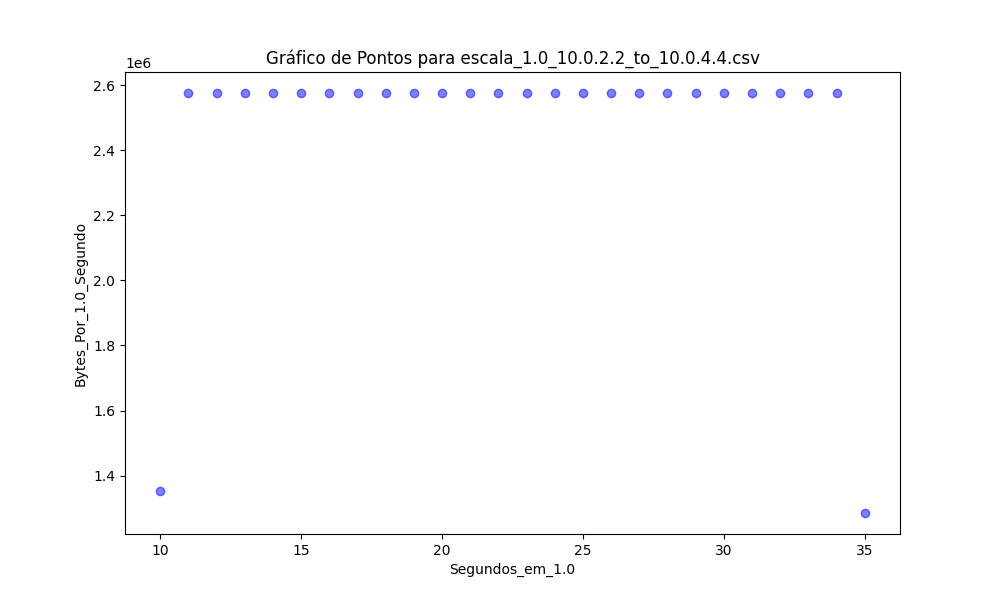 Gráfico de Pontos para escala_1.0_10.0.2.2_to_10.0.4.4.csv
1e6
2.6
2.4
2.2
2.0
1.8
1.6
1.4
Bytes_Por_1.0_Segundo
10 15 20 25 30 35
Segundos_em_1.0